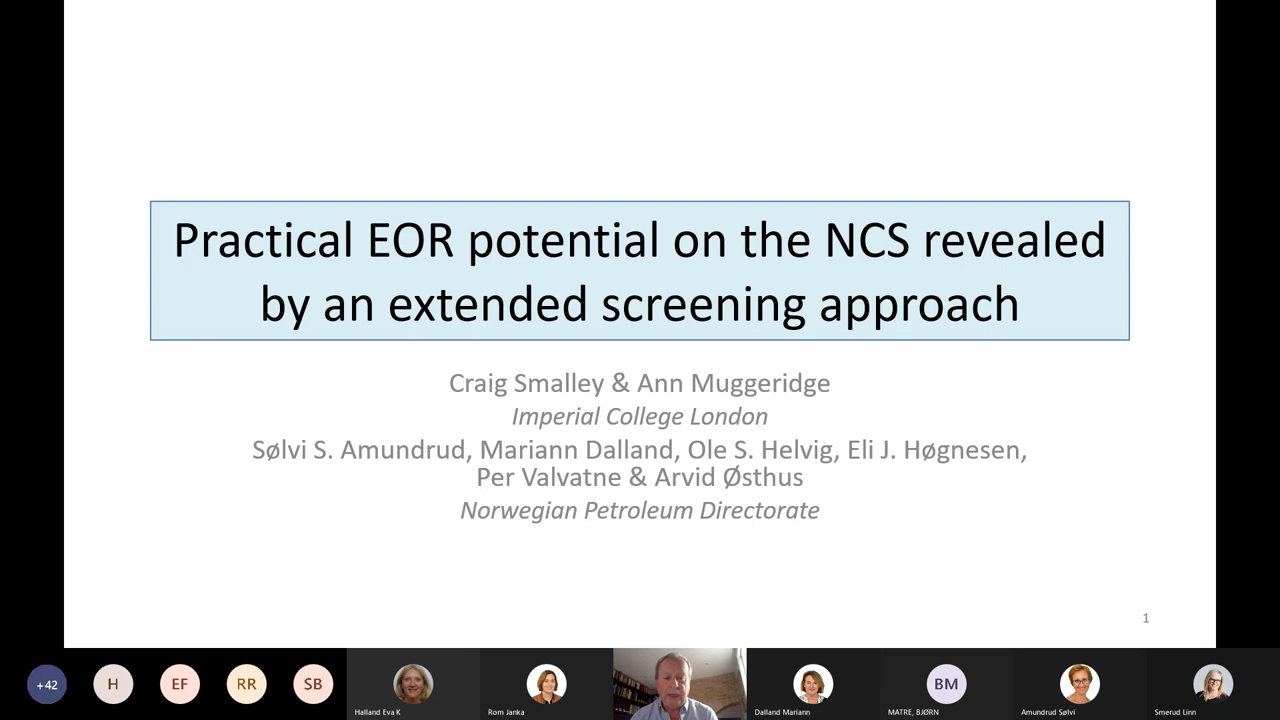 Practical EOR potential on the NCS revealed
by an extended screening approach
Craig Smalley & Ann Muggeridge
Imperial College London
Sølvi S. Amundrud, Mariann Dalland, Ole S. Helvig, Eli J. Høgnesen,
Per Valvatne & Arvid Østhus
Norwegian Petroleum Directorate
1
+42
H
EF
RR
SB
Halland Eva K
Rom Janka
Dalland Mariann
BM
MATRE, BJØRN
Amundrud Sølvi
Smerud Linn